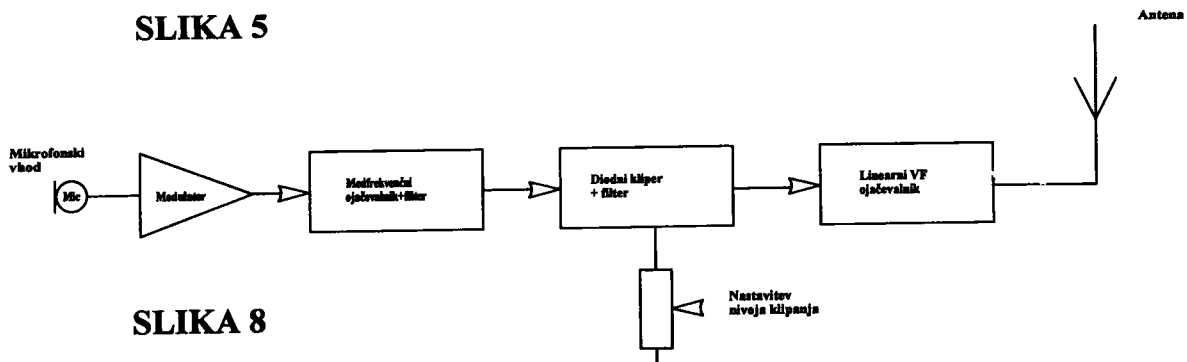 SLIKA 5
Antena
Mikrofonski
vhod
Mic
Modulator
Medfrekvenčni
ojačevalnik+filter
Diodni kliper
+ filter
Linearni VF
ojačevalnik
Nastavitev
nivoja klipanja
SLIKA 8